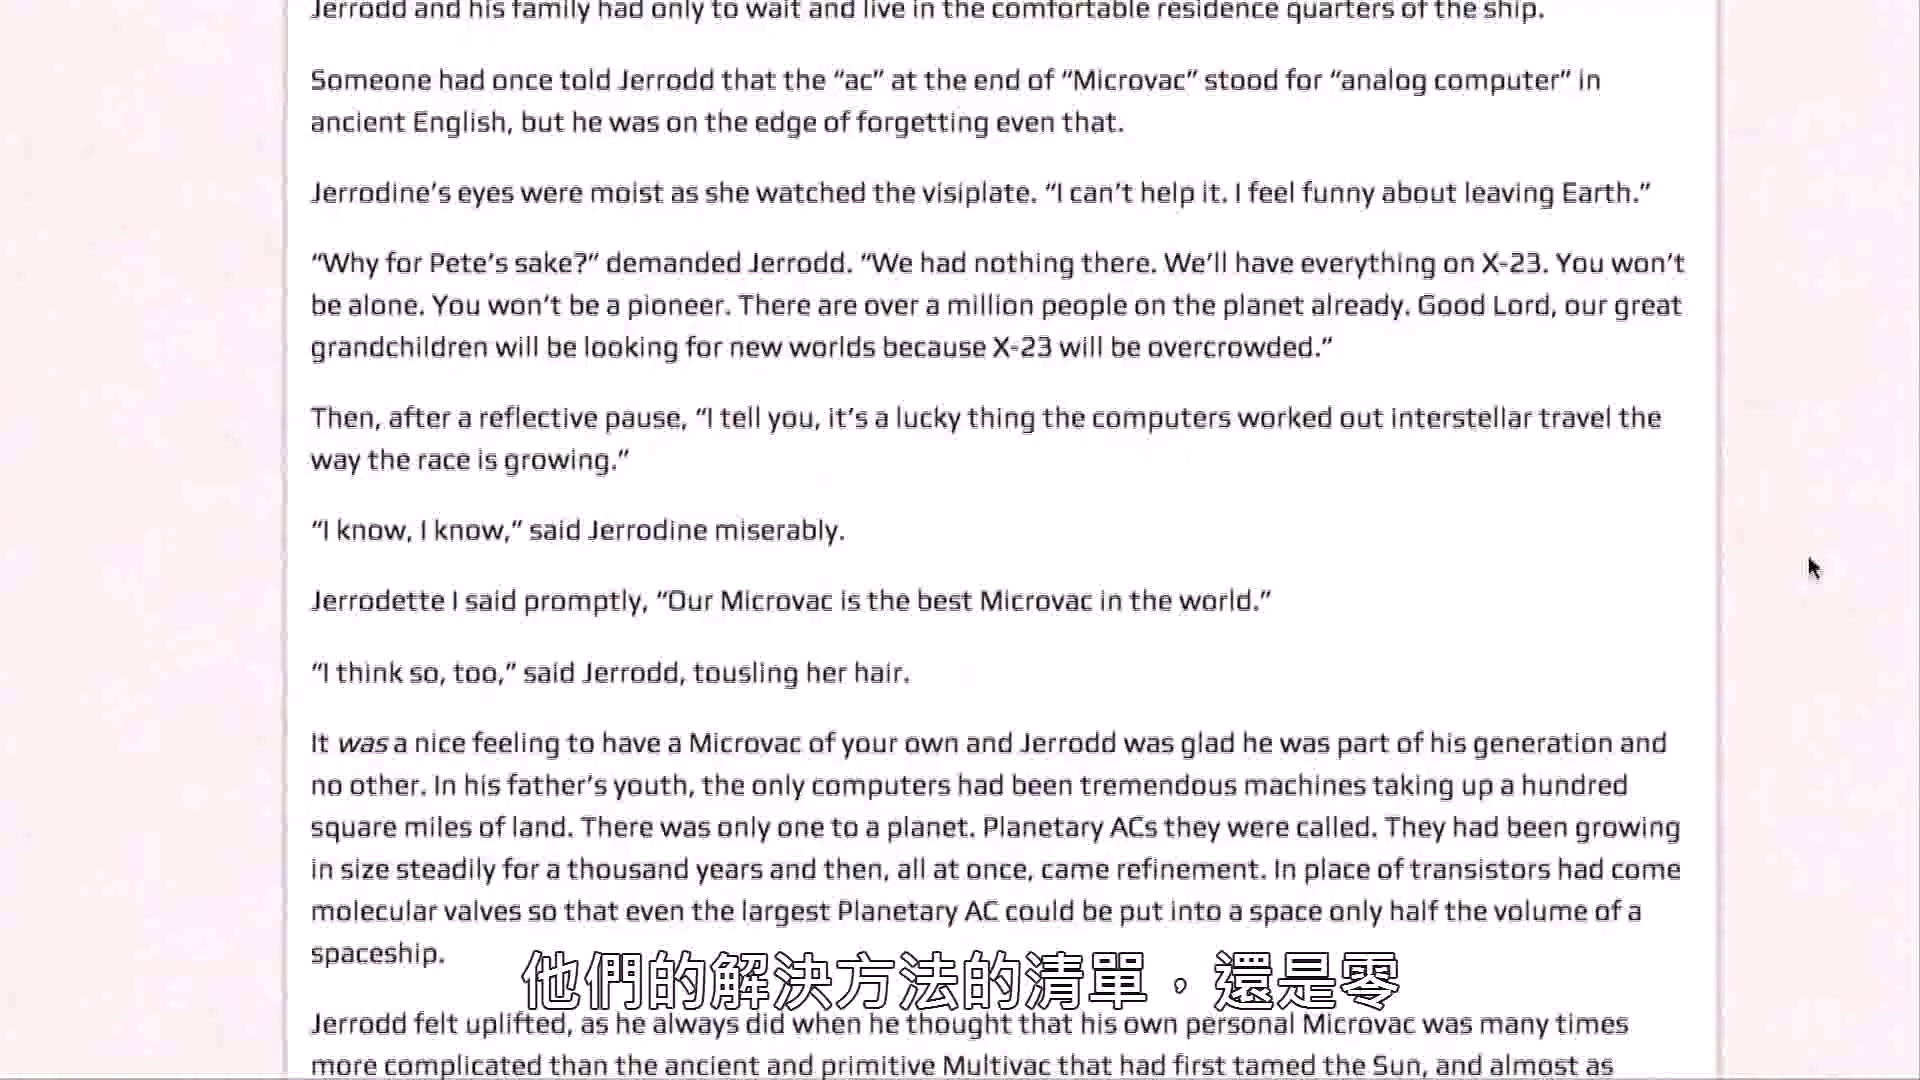 Jerrodd and his family had only to wait and live in the comfortable residence quarters of the ship.
Someone had once told Jerrodd that the “ac” at the end of “Microvac” stood for “analog computer” in
ancient English, but he was on the edge of forgetting even that.
Jerrodine’s eyes were moist as she watched the visiplate. “I can’t help it. I feel funny about leaving Earth.”
“Why for Pete’s sake?” demanded Jerrodd. “We had nothing there. We’ll have everything on X-23. You won’t
be alone. You won’t be a pioneer. There are over a million people on the planet already. Good Lord, our great
grandchildren will be looking for new worlds because X-23 will be overcrowded.”
Then, after a reflective pause, “I tell you, it’s a lucky thing the computers worked out interstellar travel the
way the race is growing.”
“I know, I know,” said Jerrodine miserably.
Jerrodette I said promptly, “Our Microvac is the best Microvac in the world.”
“I think so, too,” said Jerrodd, tousling her hair.
It was a nice feeling to have a Microvac of your own and Jerrodd was glad he was part of his generation and
no other. In his father’s youth, the only computers had been tremendous machines taking up a hundred
square miles of land. There was only one to a planet. Planetary ACs they were called. They had been growing
in size steadily for a thousand years and then, all at once, came refinement. In place of transistors had come
molecular valves so that even the largest Planetary AC could be put into a space only half the volume of a
spaceship.
他們的解決方法的清單，還是零
Jerrodd felt uplifted, as he always did when he thought that his own personal Microvac was many times
more complicated than the ancient and primitive Multivac that had first tamed the Sun, and almost as